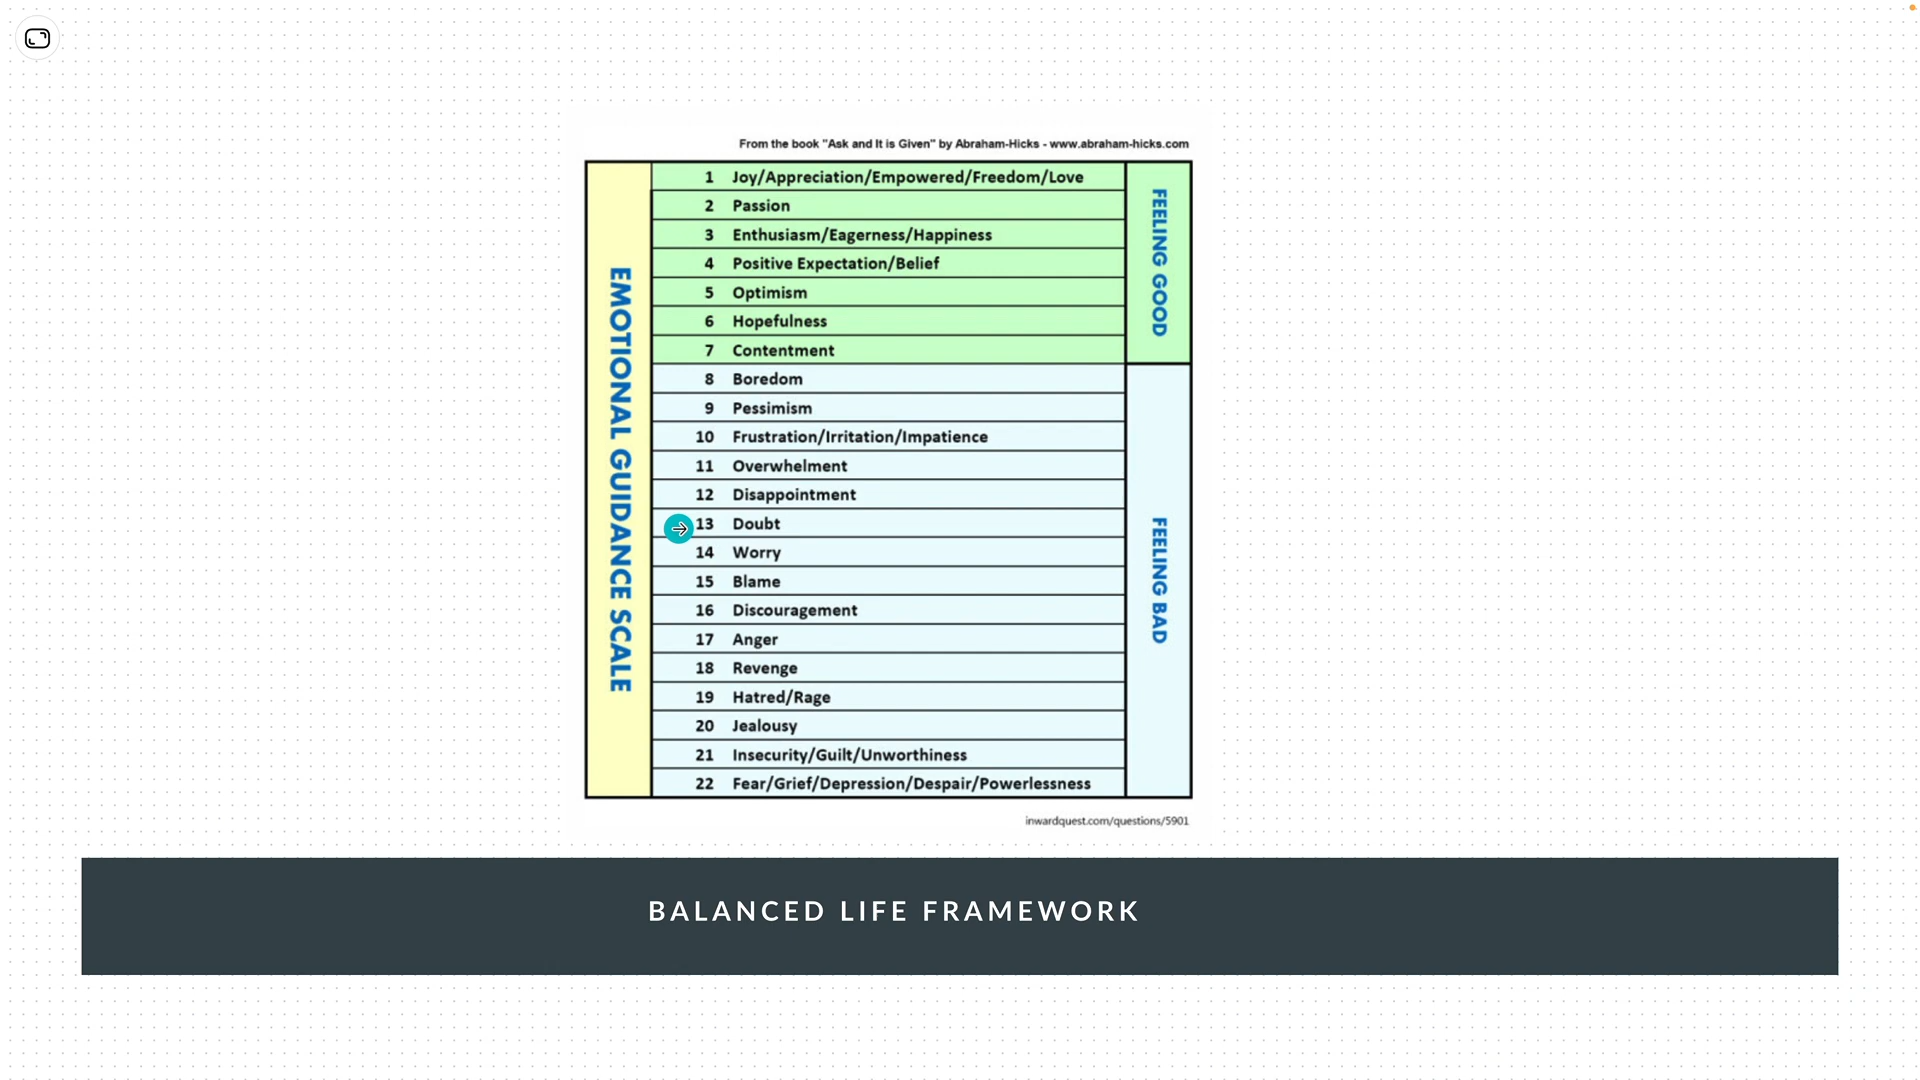 From the book "Ask and It is Given" by Abraham-Hicks - www.abraham-hicks.com
EMOTIONAL GUIDANCE SCALE
1 Joy/Appreciation/Empowered/Freedom/Love
2 Passion
3 Enthusiasm/Eagerness/Happiness
4 Positive Expectation/Belief
5 Optimism
6 Hopefulness
7 Contentment
FEELING GOOD
8 Boredom
9 Pessimism
10 Frustration/Irritation/Impatience
11 Overwhelment
12 Disappointment
13 Doubt
14 Worry
15 Blame
16 Discouragement
17 Anger
18 Revenge
19 Hatred/Rage
20 Jealousy
21 Insecurity/Guilt/Unworthiness
22 Fear/Grief/Depression/Despair/Powerlessness
FEELING BAD
inwardquest.com/questions/5901
BALANCED LIFE FRAMEWORK